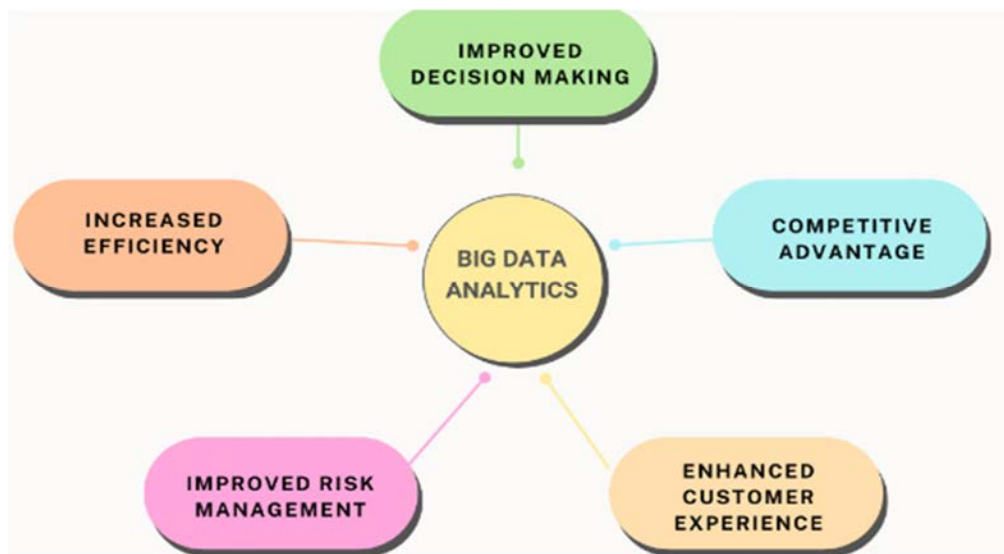 IMPROVED
DECISION MAKING
INCREASED
EFFICIENCY
COMPETITIVE
ADVANTAGE
BIG DATA
ANALYTICS
IMPROVED RISK
MANAGEMENT
ENHANCED
CUSTOMER
EXPERIENCE